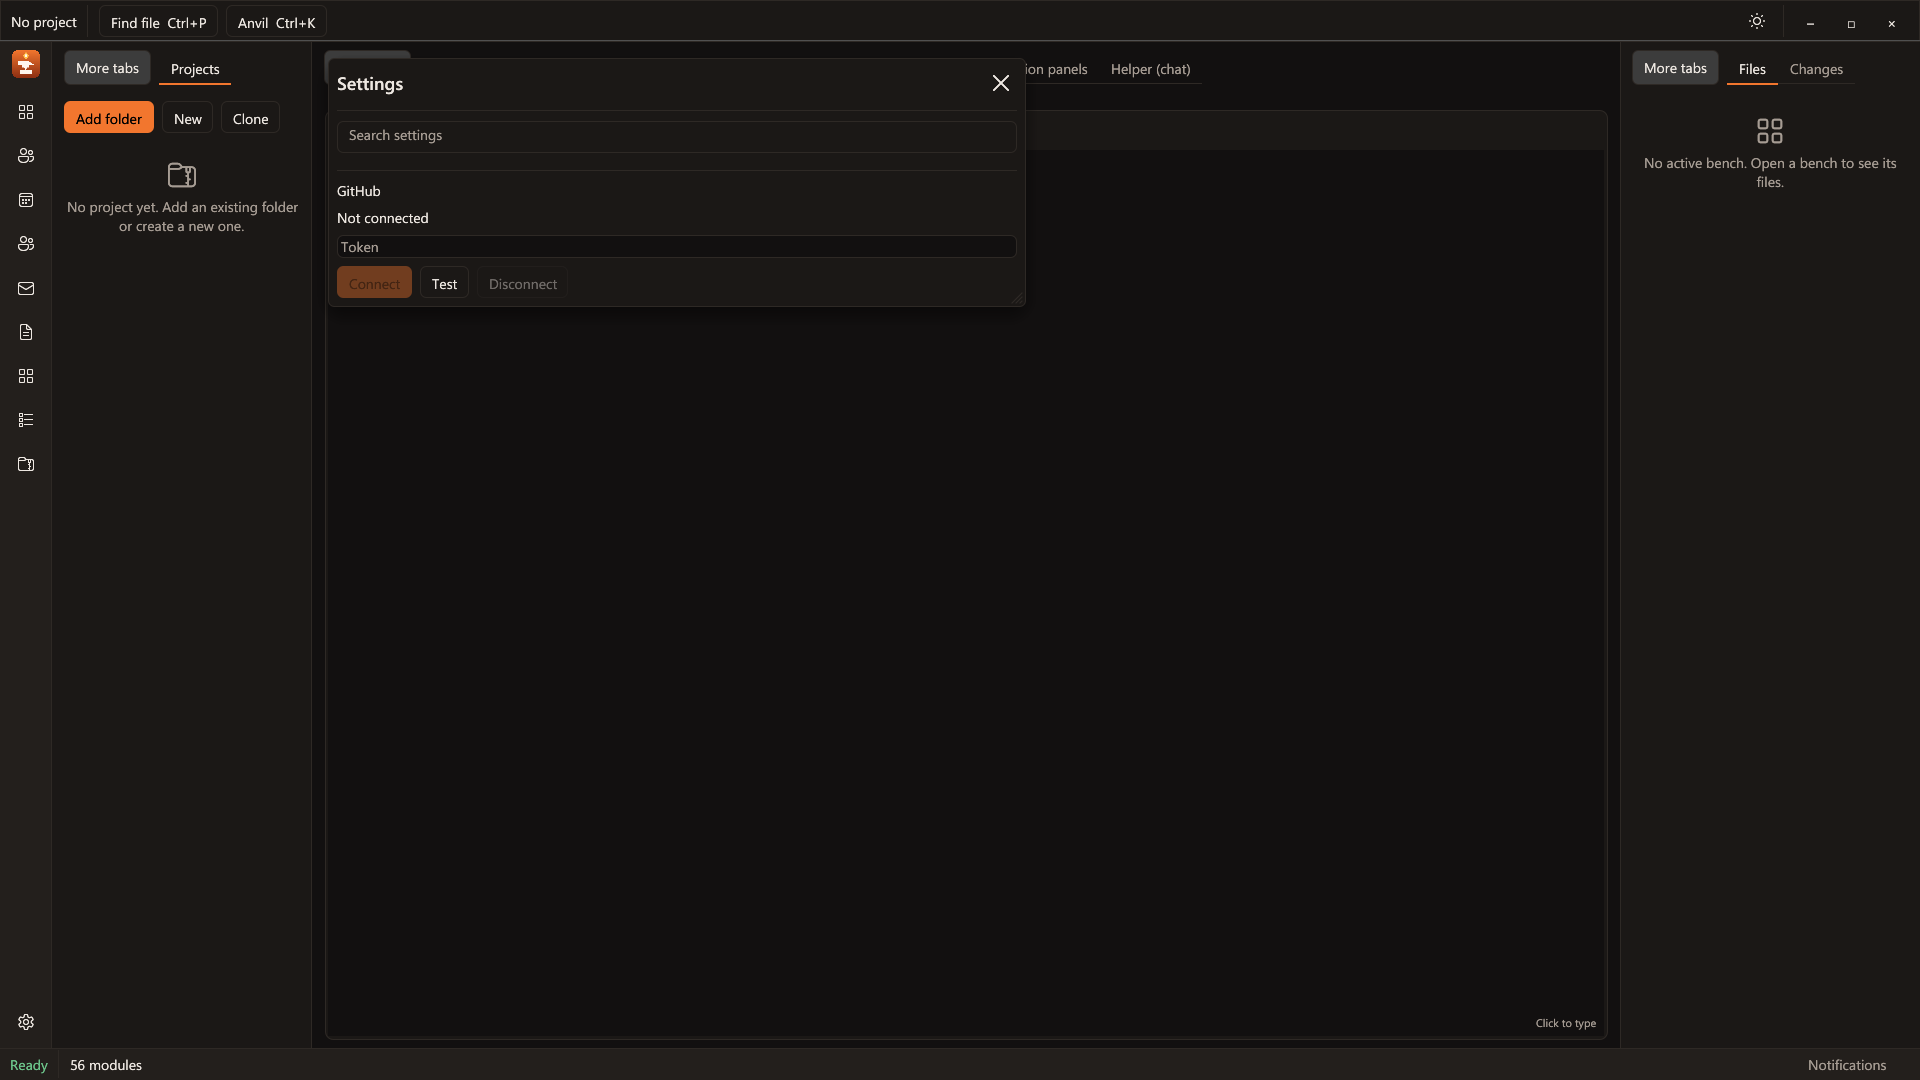 No project
Find file Ctrl+P
Anvil Ctrl+K
More tabs
Projects
Add folder
New
Clone
No project yet. Add an existing folder
or create a new one.
Settings
Search settings
GitHub
Not connected
Token
Connect
Test
Disconnect
panels
Helper (chat)
Click to type
More tabs
Files
Changes
No active bench. Open a bench to see its
files.
Ready
56 modules
Notifications